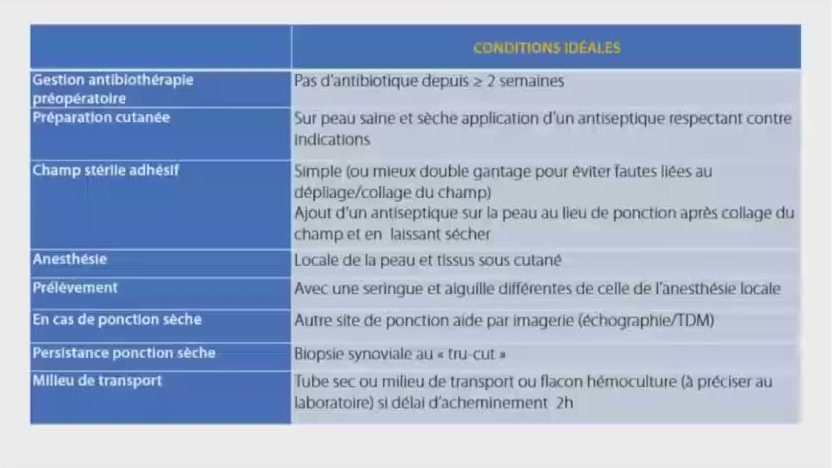 CONDITIONS IDÉALES
Gestion antibiothérapie
préopératoire
Pas d'antibiotique depuis ≥ 2 semaines
Préparation cutanée
Sur peau saine et sèche application d'un antiseptique respectant contre
indications
Champ stérile adhésif
Simple (ou mieux double gantage pour éviter fautes liées au
dépliage/collage du champ)
Ajout d'un antiseptique sur la peau au lieu de ponction après collage du
champ et en laissant sécher
Anesthésie
Locale de la peau et tissus sous cutané
Prélèvement
Avec une seringue et aiguille différentes de celle de l'anesthésie locale
En cas de ponction sèche
Autre site de ponction aide par imagerie (échographie/TDM)
Persistance ponction sèche
Biopsie synoviale au « tru-cut »
Milieu de transport
Tube sec ou milieu de transport ou flacon hémoculture (à préciser au
laboratoire) si délai d'acheminement 2h